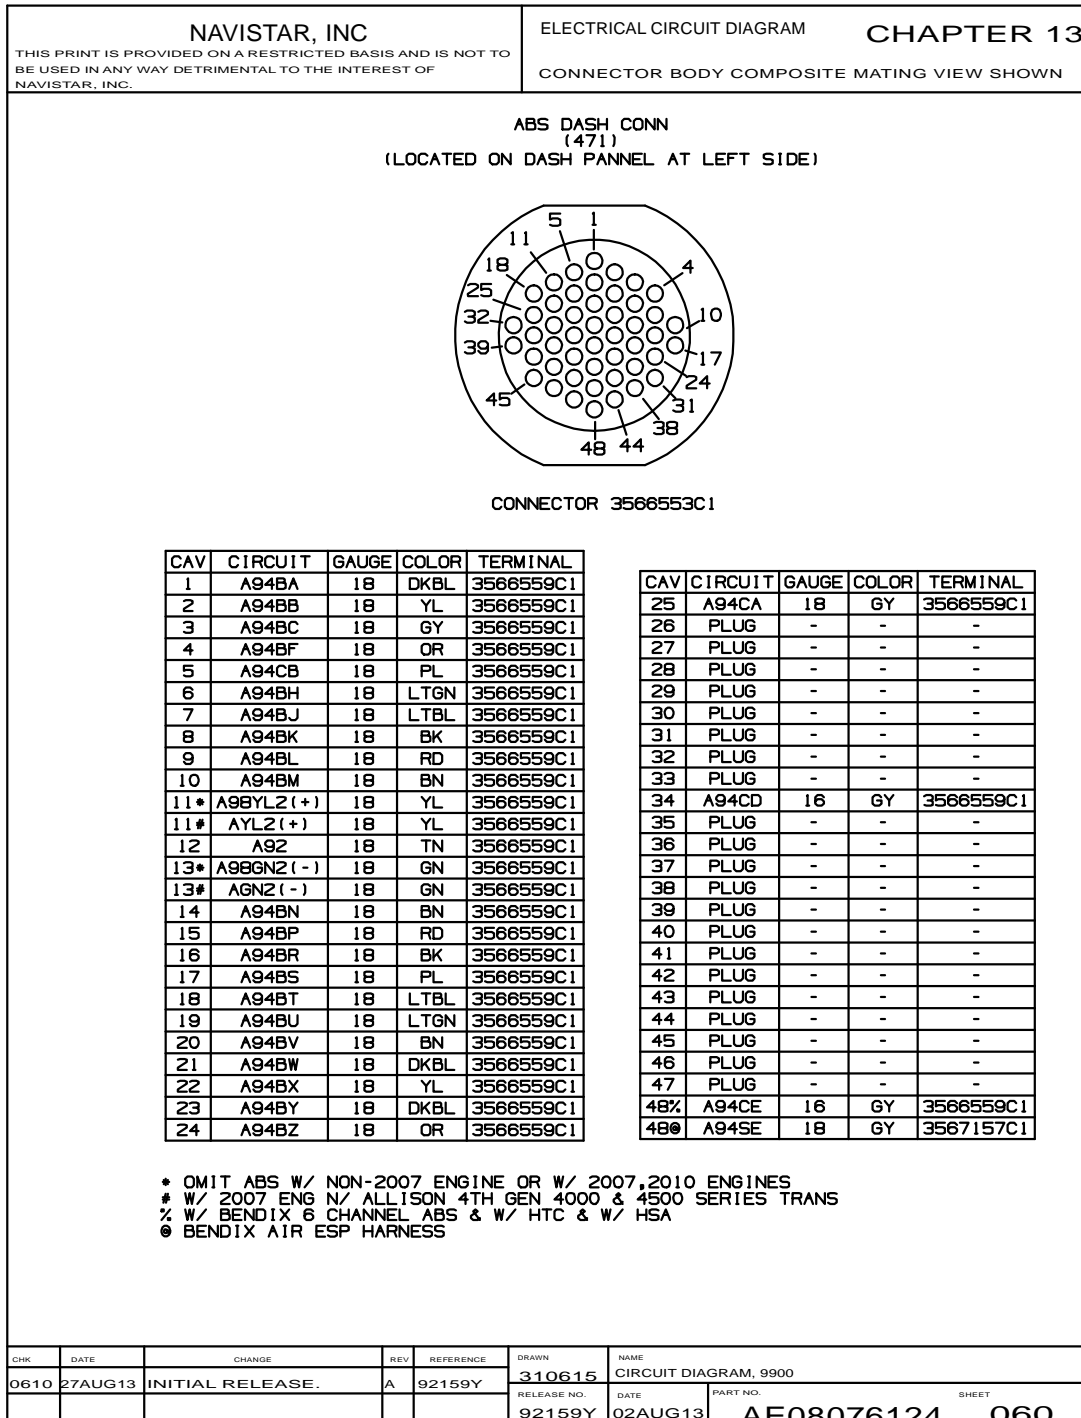 NAVISTAR, INC
THIS PRINT IS PROVIDED ON A RESTRICTED BASIS AND IS NOT TO
BE USED IN ANY WAY DETRIMENTAL TO THE INTEREST OF
NAVISTAR, INC.
ELECTRICAL CIRCUIT DIAGRAM CHAPTER 13
CONNECTOR BODY COMPOSITE MATING VIEW SHOWN
ABS DASH CONN
(471)
(LOCATED ON DASH PANNEL AT LEFT SIDE)
5 1
11
18 4
25
32 10
39 17
24
45 31
38
48 44
CONNECTOR 3566553C1
CAV CIRCUIT GAUGE COLOR TERMINAL
1 A94BA 18 DKBL 3566559C1
2 A94BB 18 YL 3566559C1
3 A94BC 18 GY 3566559C1
4 A94BF 18 OR 3566559C1
5 A94CB 18 PL 3566559C1
6 A94BH 18 LTGN 3566559C1
7 A94BJ 18 LTBL 3566559C1
8 A94BK 18 BK 3566559C1
9 A94BL 18 RD 3566559C1
10 A94BM 18 BN 3566559C1
11* A98YL2(+) 18 YL 3566559C1
11# AYL2(+) 18 YL 3566559C1
12 A92 18 TN 3566559C1
13* A98GN2(-) 18 GN 3566559C1
13# AGN2(-) 18 GN 3566559C1
14 A94BN 18 BN 3566559C1
15 A94BP 18 RD 3566559C1
16 A94BR 18 BK 3566559C1
17 A94BS 18 PL 3566559C1
18 A94BT 18 LTBL 3566559C1
19 A94BU 18 LTGN 3566559C1
20 A94BV 18 BN 3566559C1
21 A94BW 18 DKBL 3566559C1
22 A94BX 18 YL 3566559C1
23 A94BY 18 DKBL 3566559C1
24 A94BZ 18 OR 3566559C1
CAV CIRCUIT GAUGE COLOR TERMINAL
25 A94CA 18 GY 3566559C1
26 PLUG - - -
27 PLUG - - -
28 PLUG - - -
29 PLUG - - -
30 PLUG - - -
31 PLUG - - -
32 PLUG - - -
33 PLUG - - -
34 A94CD 16 GY 3566559C1
35 PLUG - - -
36 PLUG - - -
37 PLUG - - -
38 PLUG - - -
39 PLUG - - -
40 PLUG - - -
41 PLUG - - -
42 PLUG - - -
43 PLUG - - -
44 PLUG - - -
45 PLUG - - -
46 PLUG - - -
47 PLUG - - -
48% A94CE 16 GY 3566559C1
48@ A94SE 18 GY 3567157C1
* OMIT ABS W/ NON-2007 ENGINE OR W/ 2007,2010 ENGINES
# W/ 2007 ENG N/ ALLISON 4TH GEN 4000 & 4500 SERIES TRANS
% W/ BENDIX 6 CHANNEL ABS & W/ HTC & W/ HSA
@ BENDIX AIR ESP HARNESS
CHK DATE CHANGE REV REFERENCE
0610 27AUG13 INITIAL RELEASE. A 92159Y
DRAWN
310615
NAME
CIRCUIT DIAGRAM, 9900
RELEASE NO. DATE PART NO. SHEET
92159Y 02AUG13 AF08076124 060